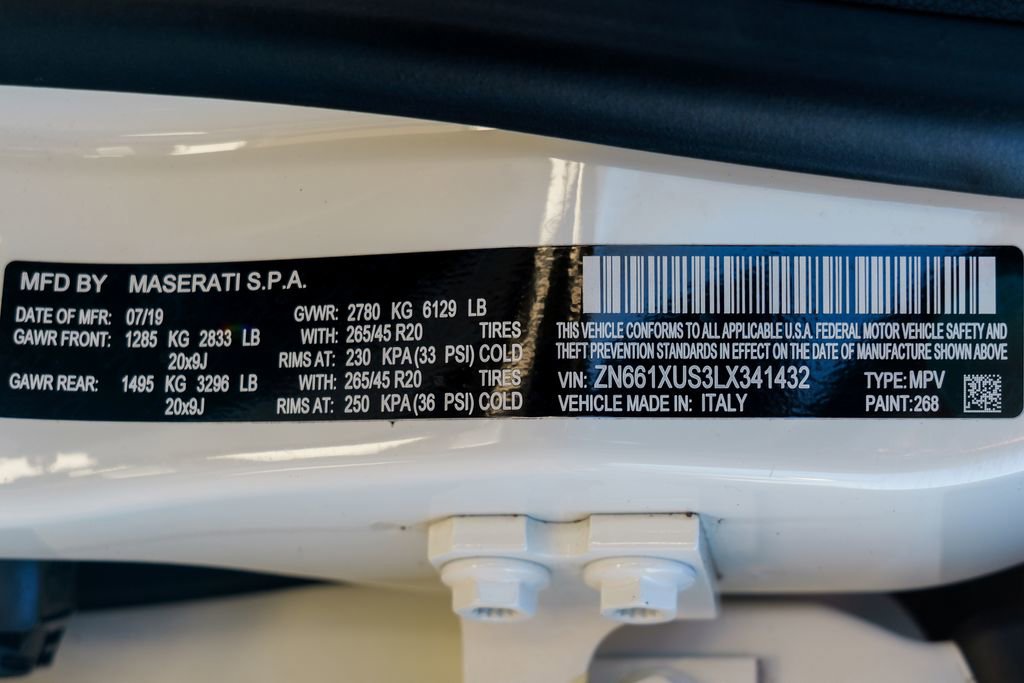 MFD BY MASERATI S.P.A.
DATE OF MFR: 07/19 GVWR: 2780 KG 6129 LB
GAWR FRONT: 1285 KG 2833 LB WITH: 265/45 R20 TIRES
20x9J RIMS AT: 230 KPA (33 PSI) COLD
GAWR REAR: 1495 KG 3296 LB WITH: 265/45 R20 TIRES
20x9J RIMS AT: 250 KPA (36 PSI) COLD
THIS VEHICLE CONFORMS TO ALL APPLICABLE U.S.A. FEDERAL MOTOR VEHICLE SAFETY AND
THEFT PREVENTION STANDARDS IN EFFECT ON THE DATE OF MANUFACTURE SHOWN ABOVE
VIN: ZN661XUS3LX341432 TYPE: MPV
VEHICLE MADE IN: ITALY PAINT:268